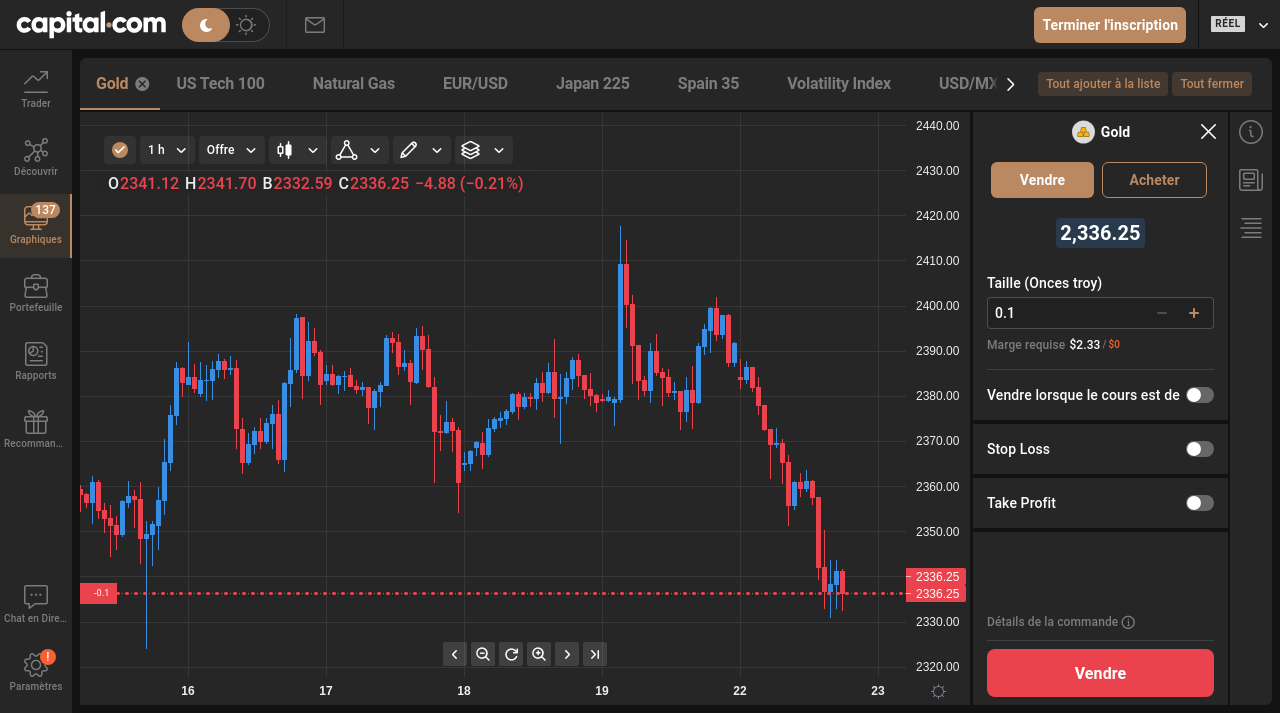 capital.com
Terminer l'inscription
RÉEL
Trader
Découvrir
137
Graphiques
Portefeuille
Rapports
Recomman...
Chat en Dire...
!
Paramètres
Gold
US Tech 100
Natural Gas
EUR/USD
Japan 225
Spain 35
Volatility Index
USD/MX
Tout ajouter à la liste
Tout fermer
1 h
Offre
O2341.12 H2341.70 B2332.59 C2336.25 −4.88 (−0.21%)
2440.00
2430.00
2420.00
2410.00
2400.00
2390.00
2380.00
2370.00
2360.00
2350.00
2336.25
2336.25
2330.00
2320.00
-0.1
16
17
18
19
22
23
Gold
Vendre
Acheter
2,336.25
Taille (Onces troy)
0.1
Marge requise $2.33 / $0
Vendre lorsque le cours est de
Stop Loss
Take Profit
Détails de la commande
Vendre